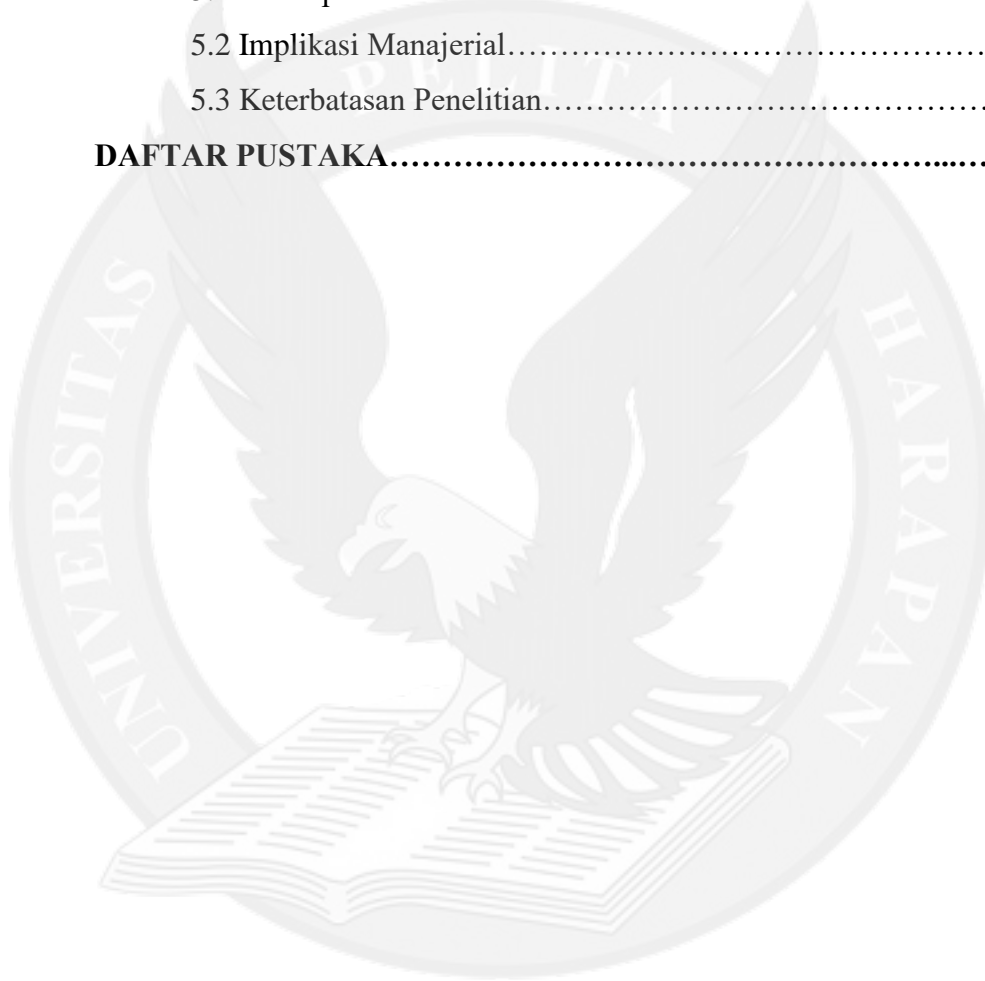 5.2 Implikasi Manajerial……………………………………………
5.3 Keterbatasan Penelitian…………………………………………
DAFTAR PUSTAKA…………………………………………………...…
UNIVERSITAS PELITA HARAPAN